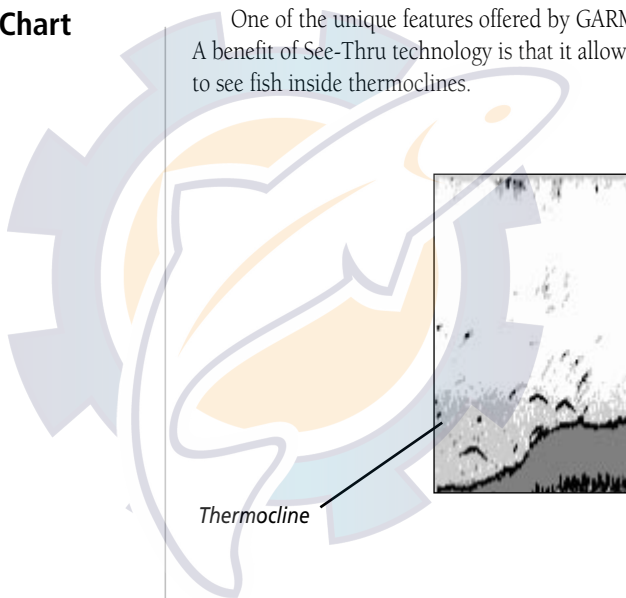 Chart
One of the unique features offered by GARM
A benefit of See-Thru technology is that it allow
to see fish inside thermoclines.
Thermocline